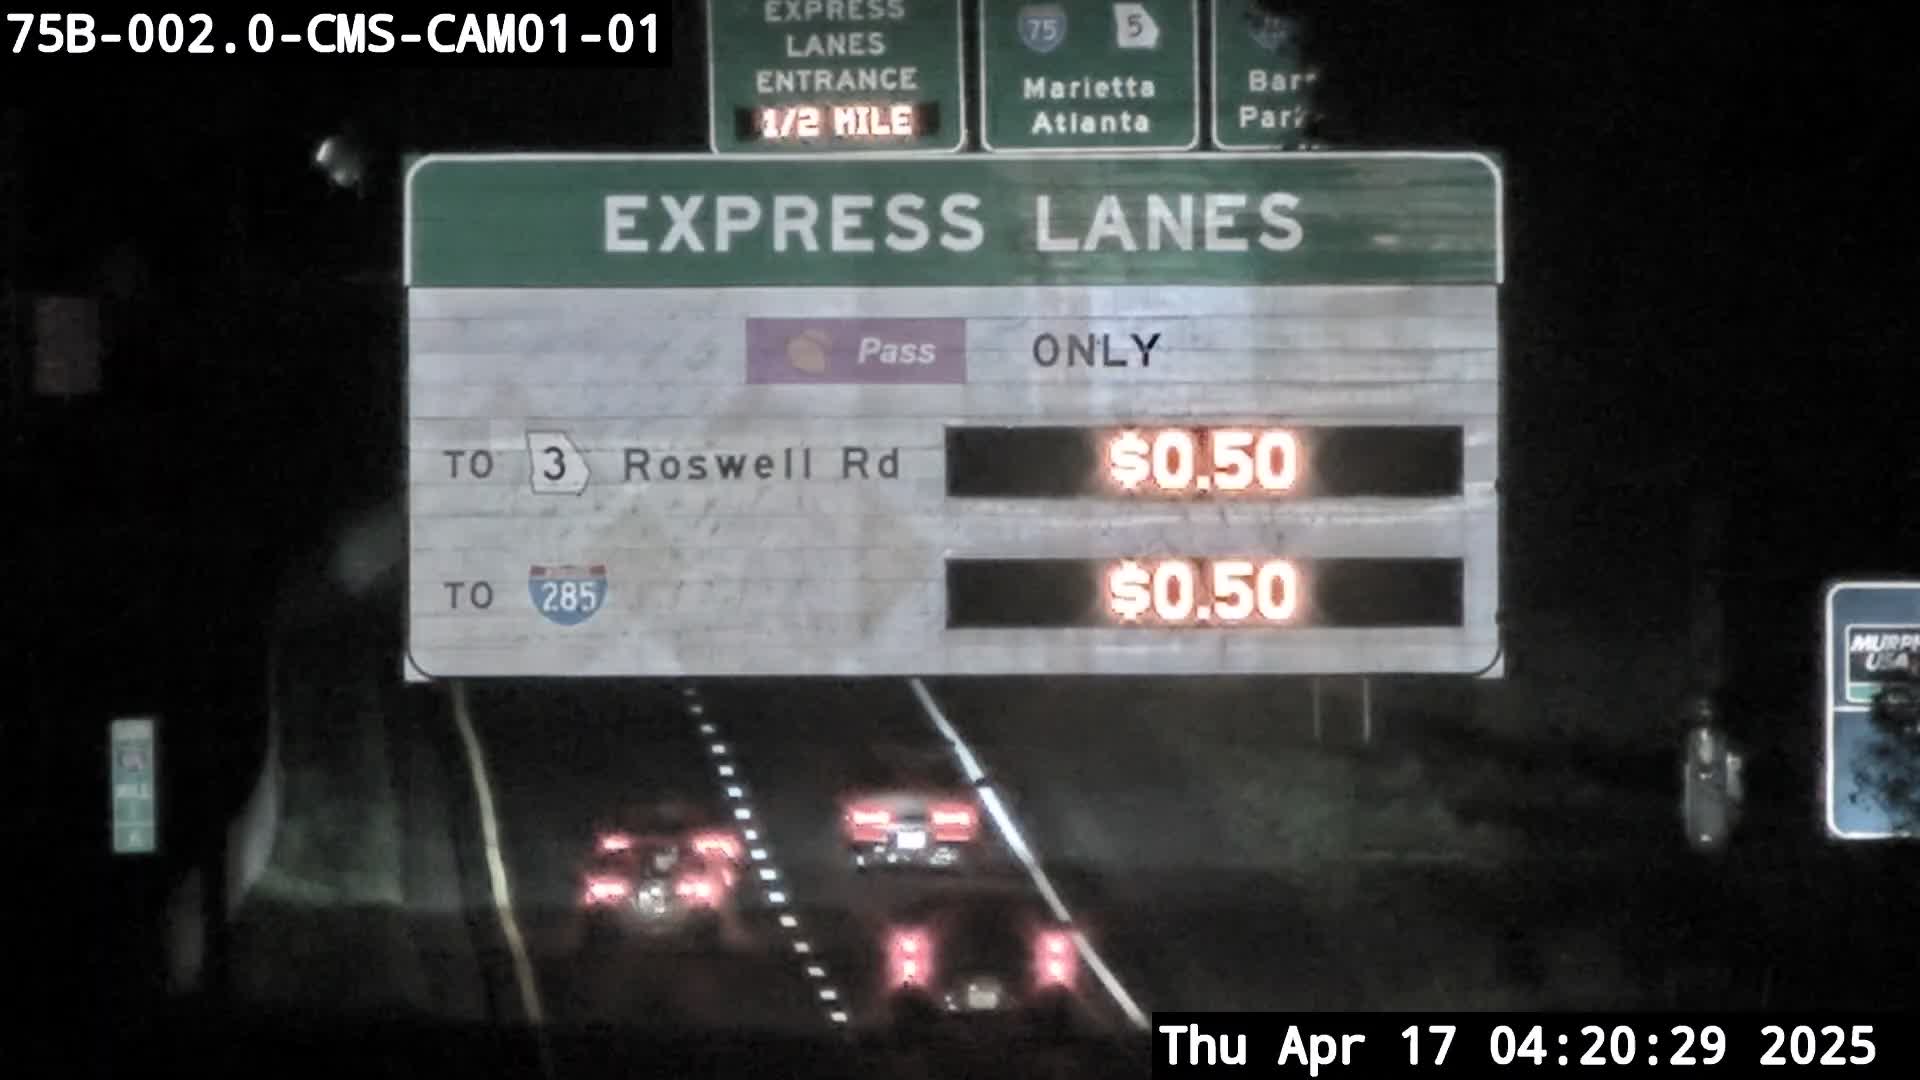 75B-002.0-CMS-CAM01-01
EXPRESS
LANES
ENTRANCE
1/2 MILE
75 5
Marietta
Atlanta
EXPRESS LANES
Pass ONLY
TO 3 Roswell Rd $0.50
TO 285 $0.50
USA
Thu Apr 17 04:20:29 2025